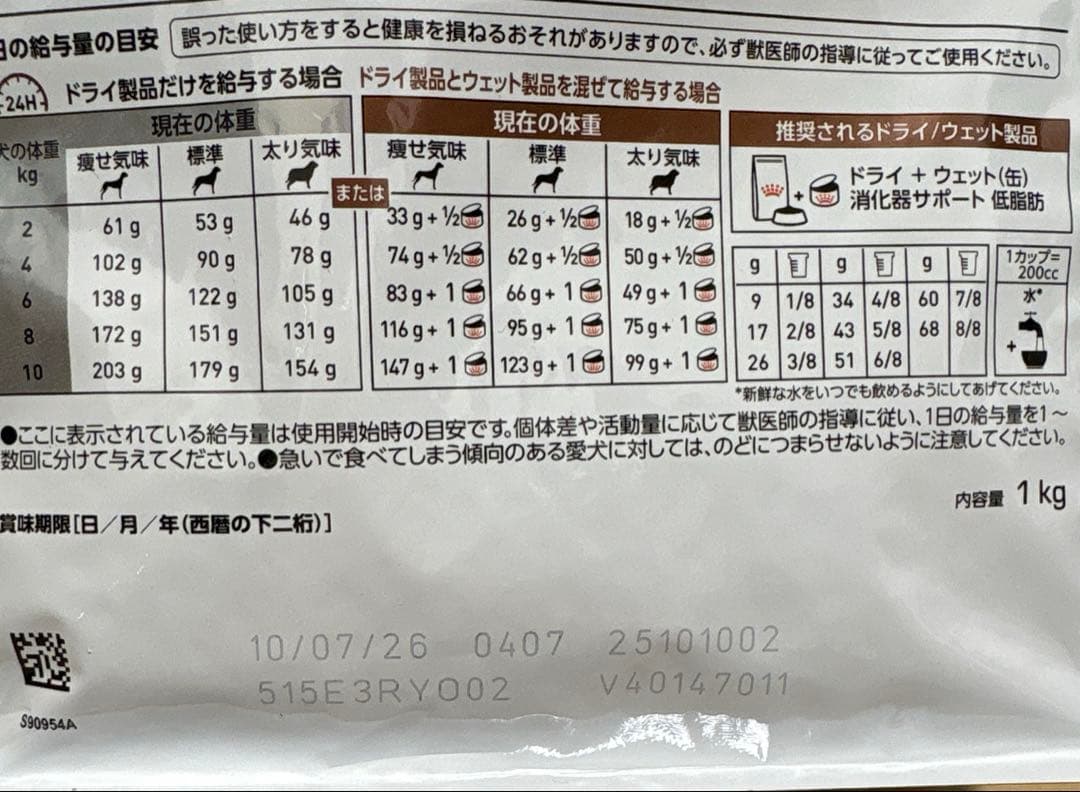 日の給与量の目安 誤った使い方をすると健康を損ねるおそれがありますので、必ず獣医師の指導に従ってご使用ください。
24H ドライ製品だけを給与する場合 ドライ製品とウェット製品を混ぜて給与する場合
現在の体重 現在の体重 推奨されるドライ/ウェット製品
犬の体重 kg 痩せ気味 標準 太り気味 または 痩せ気味 標準 太り気味
ドライ + ウェット(缶)
消化器サポート 低脂肪
2 61 g 53 g 46 g 33 g + ½ 26 g + ½ 18 g + ½
4 102 g 90 g 78 g 74 g + ½ 62 g + ½ 50 g + ½
6 138 g 122 g 105 g 83 g + 1 66 g + 1 49 g + 1
8 172 g 151 g 131 g 116 g + 1 95 g + 1 75 g + 1
10 203 g 179 g 154 g 147 g + 1 123 g + 1 99 g + 1
g g g 1カップ=
200cc
9 1/8 34 4/8 60 7/8 水*
17 2/8 43 5/8 68 8/8 +
26 3/8 51 6/8
*新鮮な水をいつでも飲めるようにしてあげてください。
●ここに表示されている給与量は使用開始時の目安です。個体差や活動量に応じて獣医師の指導に従い、1日の給与量を1～
数回に分けて与えてください。●急いで食べてしまう傾向のある愛犬に対しては、のどにつまらせないように注意してください。
内容量 1 kg
賞味期限[日/月/年(西暦の下二桁)]
10/07/26 0407 25101002
515E3RYO02 V40147011
S90954A